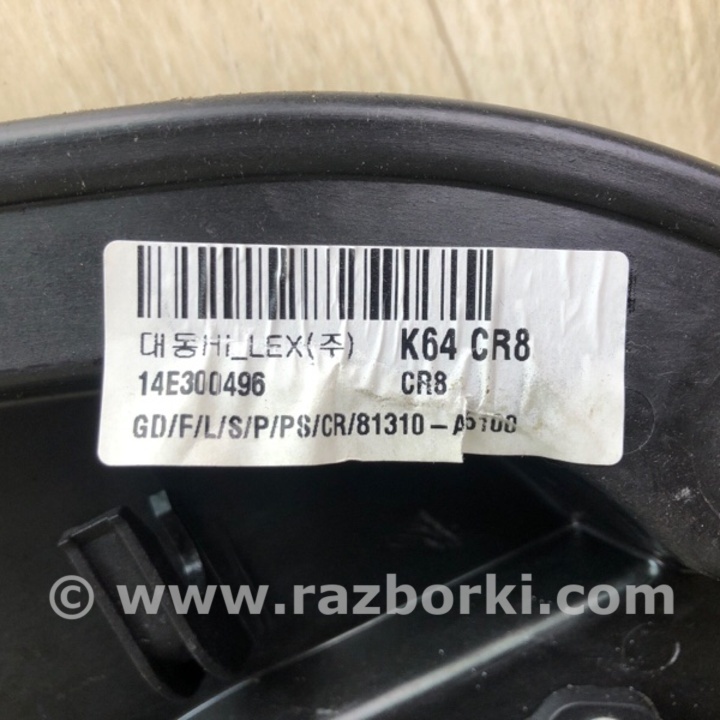 대동Hi_LEX(주) K64 CR8
14E300496 CR8
GD/F/L/S/P/PS/CR/81310-A5100
© www.razborki.com